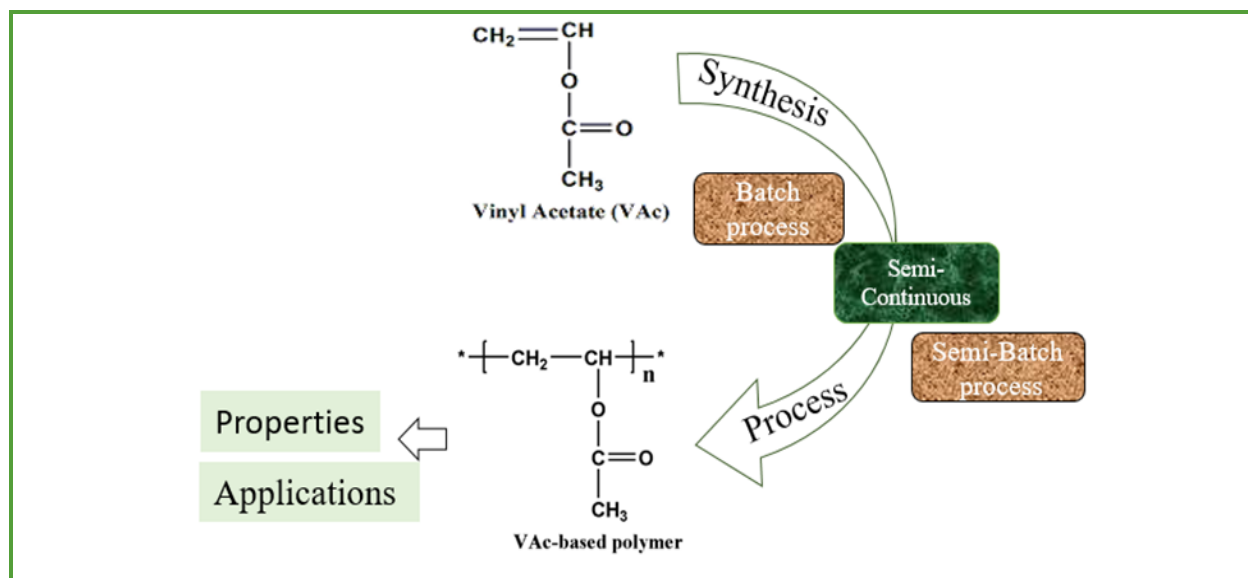 CH2=CH
O
C=O
CH3
Vinyl Acetate (VAc)
Synthesis
Batch
process
Semi-
Continuous
Semi-Batch
process
Process
*-[-CH2-CH-]-*
n
O
C=O
CH3
VAc-based polymer
Properties
Applications